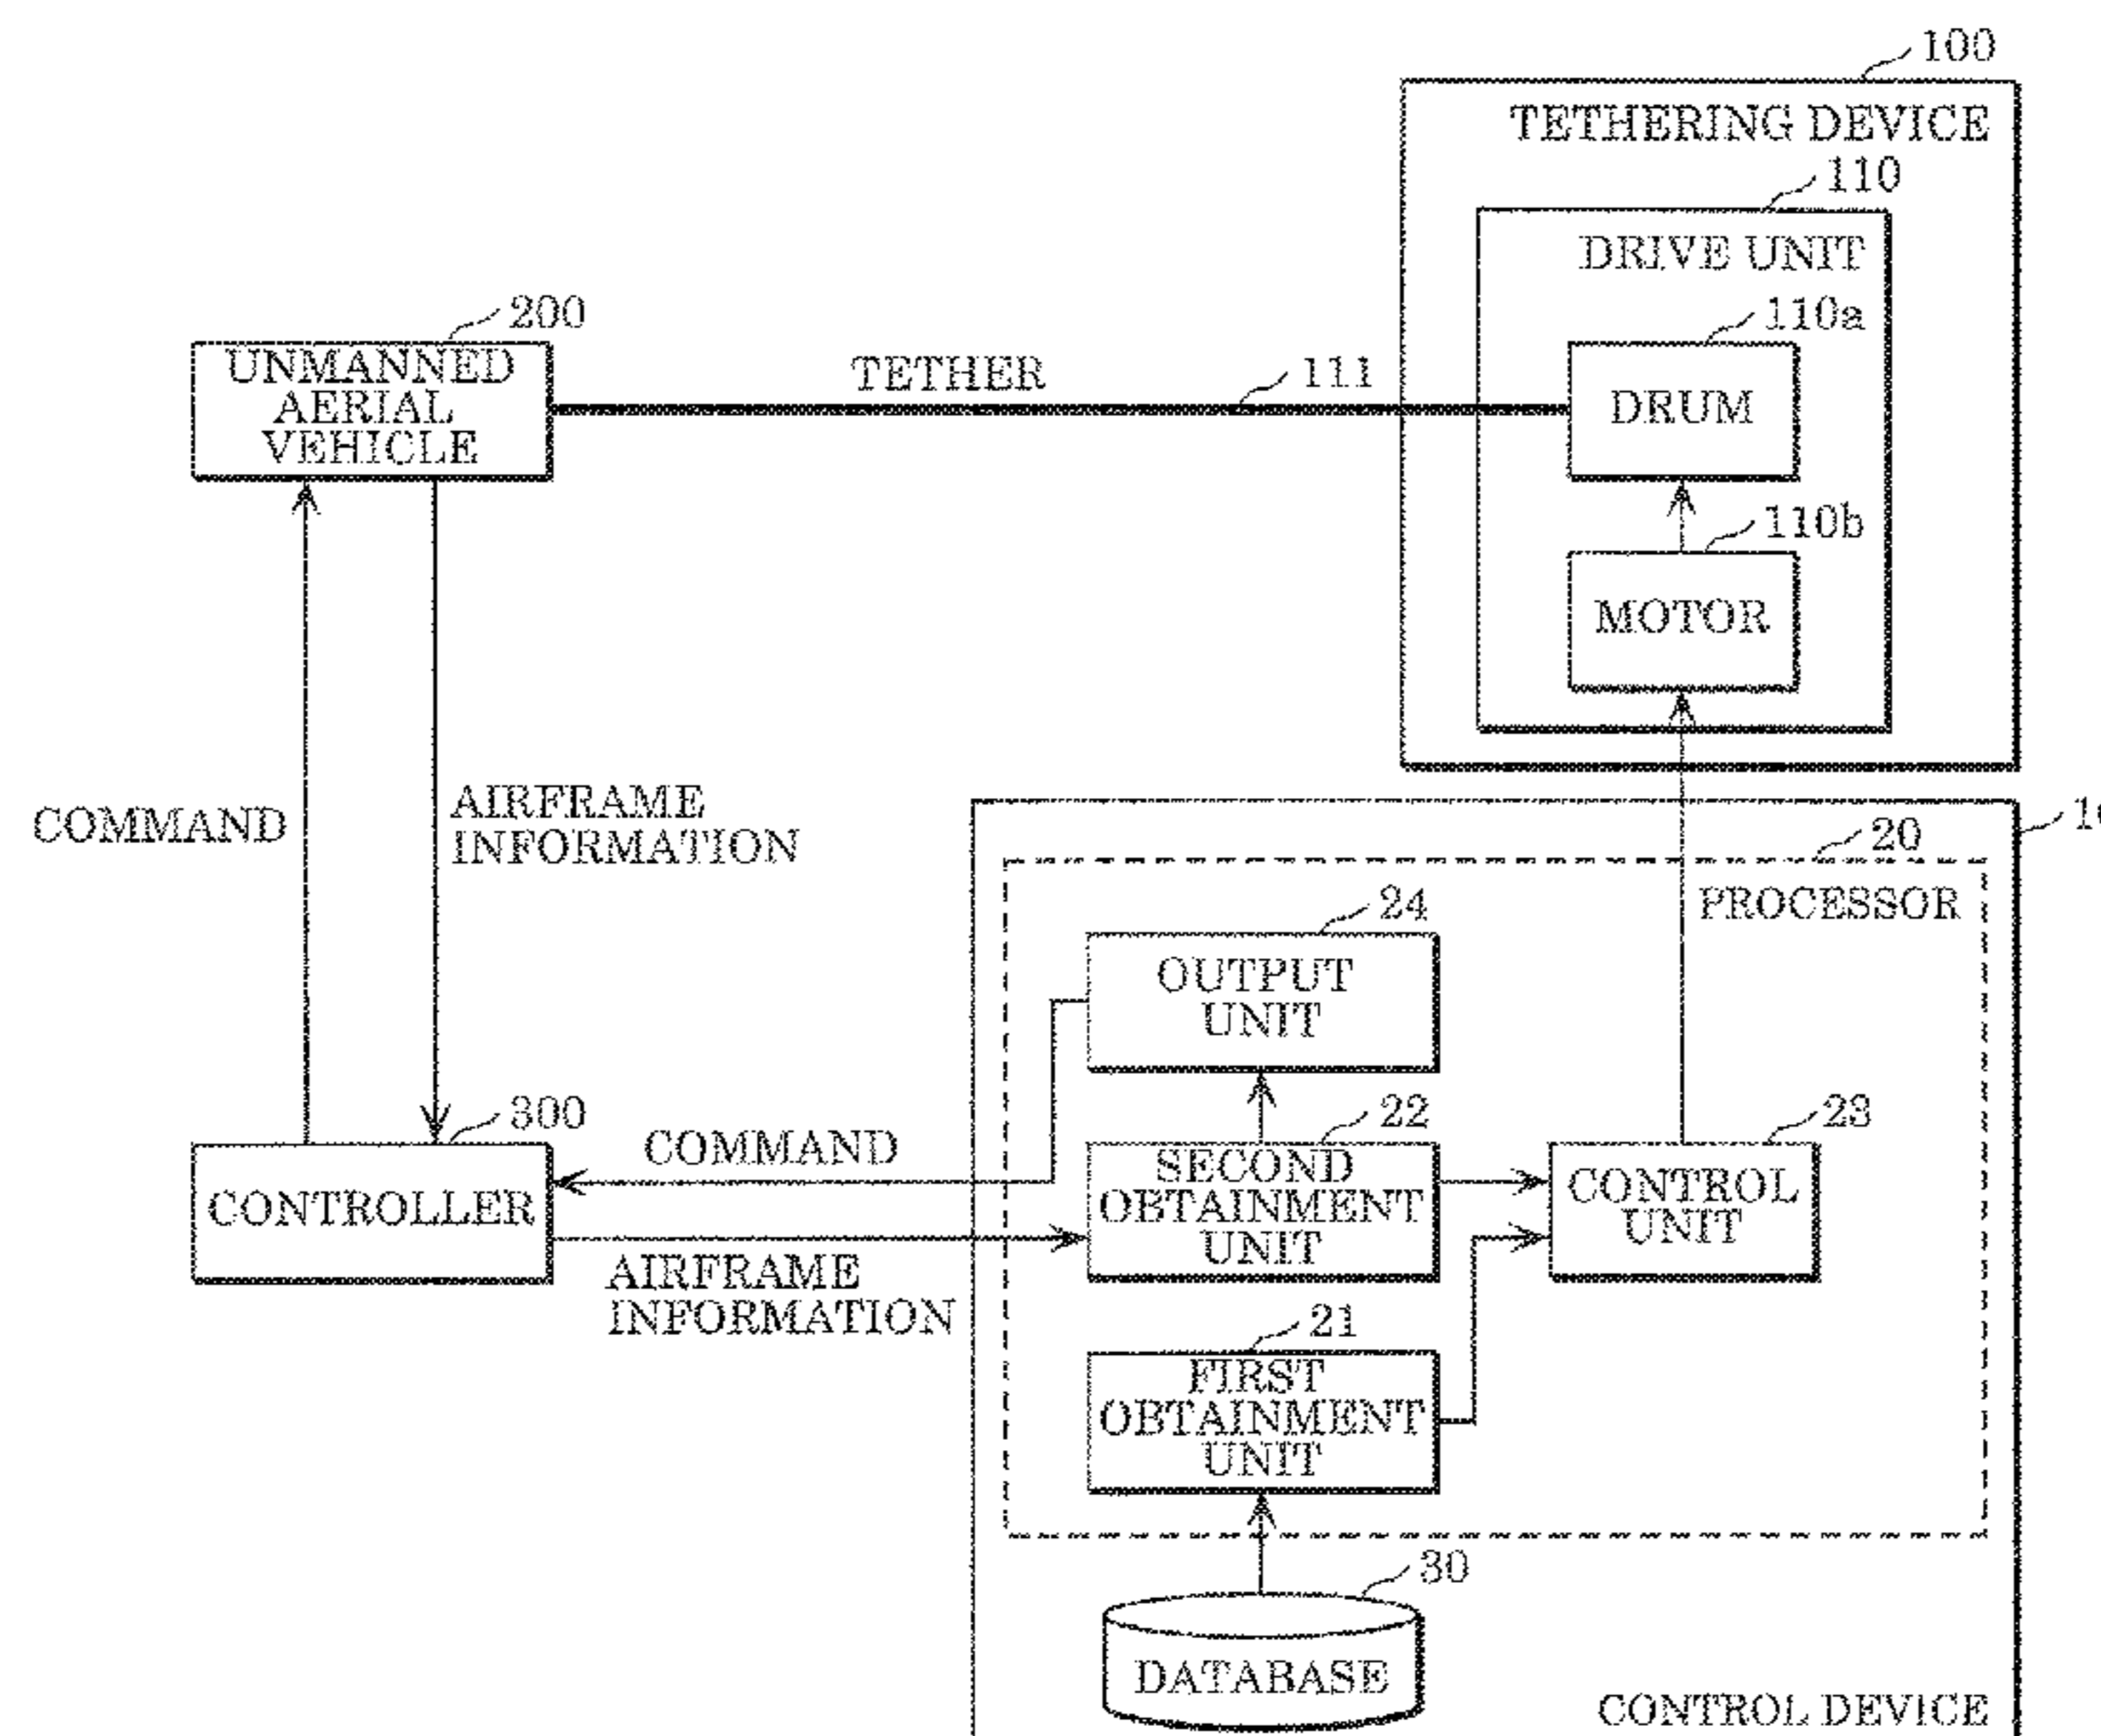 100
TETHERING DEVICE
110
DRIVE UNIT
200
110a
UNMANNED
AERIAL
VEHICLE
TETHER
111
DRUM
110b
MOTOR
COMMAND
AIRFRAME
INFORMATION
20
PROCESSOR
24
OUTPUT
UNIT
300
COMMAND
22
23
CONTROLLER
SECOND
OBTAINMENT
UNIT
CONTROL
UNIT
AIRFRAME
INFORMATION
21
FIRST
OBTAINMENT
UNIT
30
DATABASE
CONTROL DEVICE